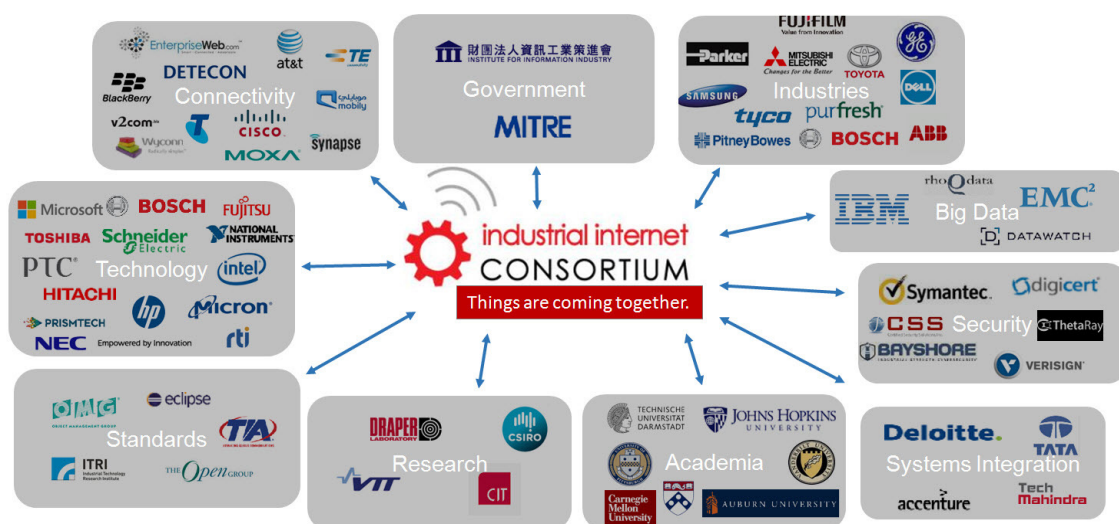 EnterpriseWeb.com
at&t
TE
connectivity
BlackBerry
DETECON
Connectivity
mobily
v2com
CISCO
Wyconn
MOXA
synapse
財團法人資訊工業策進會
INSTITUTE FOR INFORMATION INDUSTRY
Government
MITRE
FUJIFILM
Value from Innovation
Parker
MITSUBISHI
ELECTRIC
Changes for the Better
TOYOTA
GE
SAMSUNG
Industries
DELL
tyco
purfresh
PitneyBowes
BOSCH
ABB
Microsoft
BOSCH
FUJITSU
TOSHIBA
Schneider
Electric
NATIONAL
INSTRUMENTS
PTC
Technology
intel
HITACHI
hp
Micron
PRISMTECH
NEC
Empowered by Innovation
rti
industrial internet
CONSORTIUM
Things are coming together.
rhoQdata
IBM
Big Data
EMC²
DATAWATCH
Symantec
digicert
CSS
Security
ThetaRay
BAYSHORE
VERISIGN
OMG
OBJECT MANAGEMENT GROUP
eclipse
Standards
TIA
ITRI
Industrial Technology
Research Institute
THE Open GROUP
DRAPER
LABORATORY
CSIRO
Research
VTT
CIT
TECHNISCHE
UNIVERSITÄT
DARMSTADT
JOHNS HOPKINS
UNIVERSITY
Academia
Carnegie
Mellon
University
AUBURN UNIVERSITY
Deloitte.
TATA
Systems Integration
accenture
Tech
Mahindra